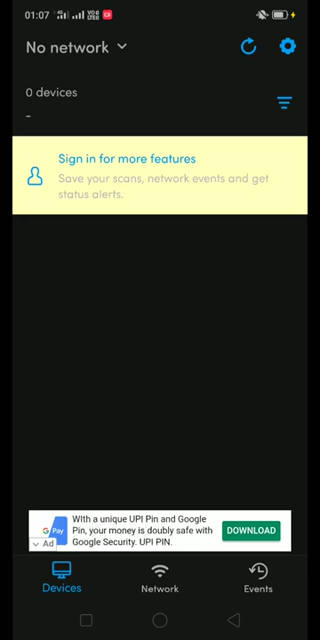 01:07
No network
0 devices
-
Sign in for more features
Save your scans, network events and get
status alerts.
With a unique UPI Pin and Google
Pin, your money is doubly safe with
Google Security. UPI PIN.
G Pay
Ad
DOWNLOAD
Devices
Network
Events